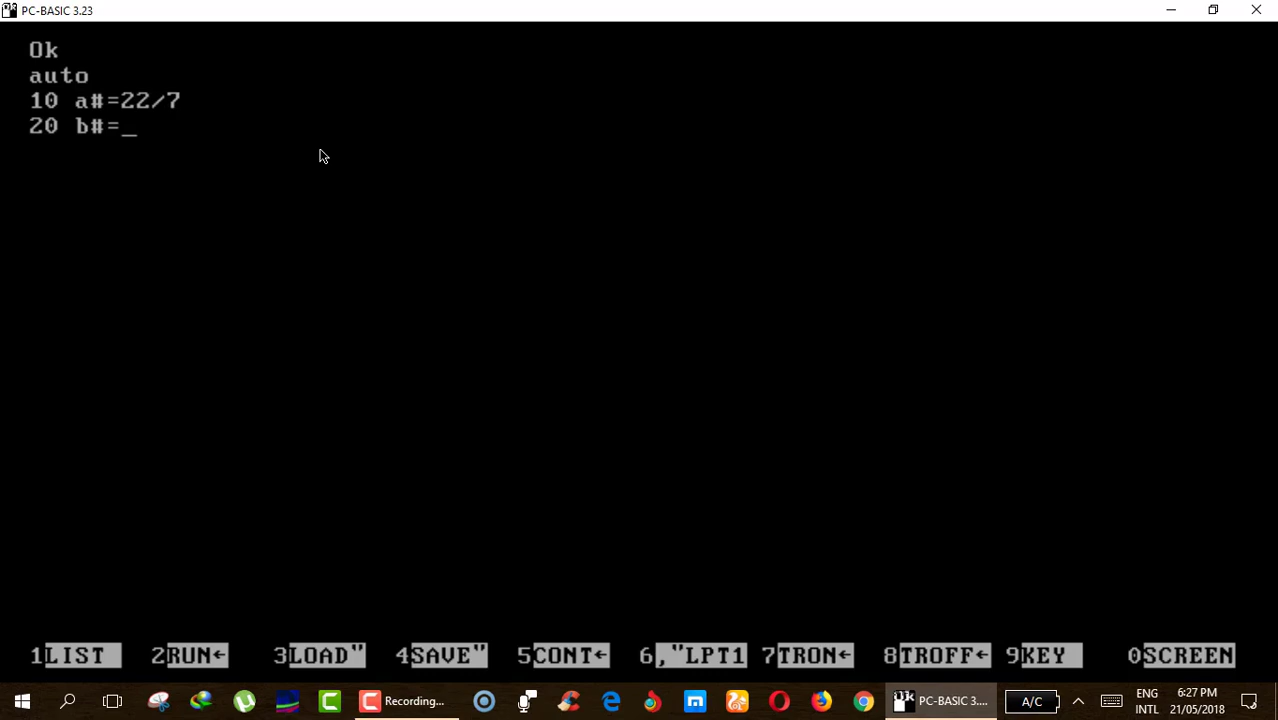 PC-BASIC 3.23
Ok
auto
10 a#=22/7
20 b#=_
1LIST 2RUN← 3LOAD" 4SAVE" 5CONT← 6,"LPT1 7TRON← 8TROFF← 9KEY 0SCREEN
Recording... PC-BASIC 3.... A/C ENG 6:27 PM
INTL 21/05/2018